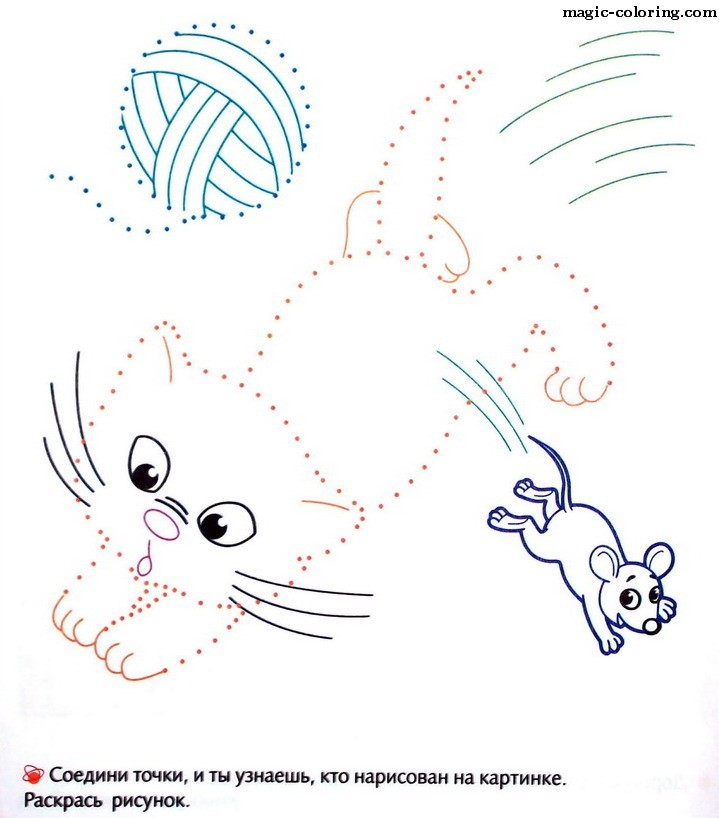 magic-coloring.com
Соедини точки, и ты узнаешь, кто нарисован на картинке.
Раскрась рисунок.